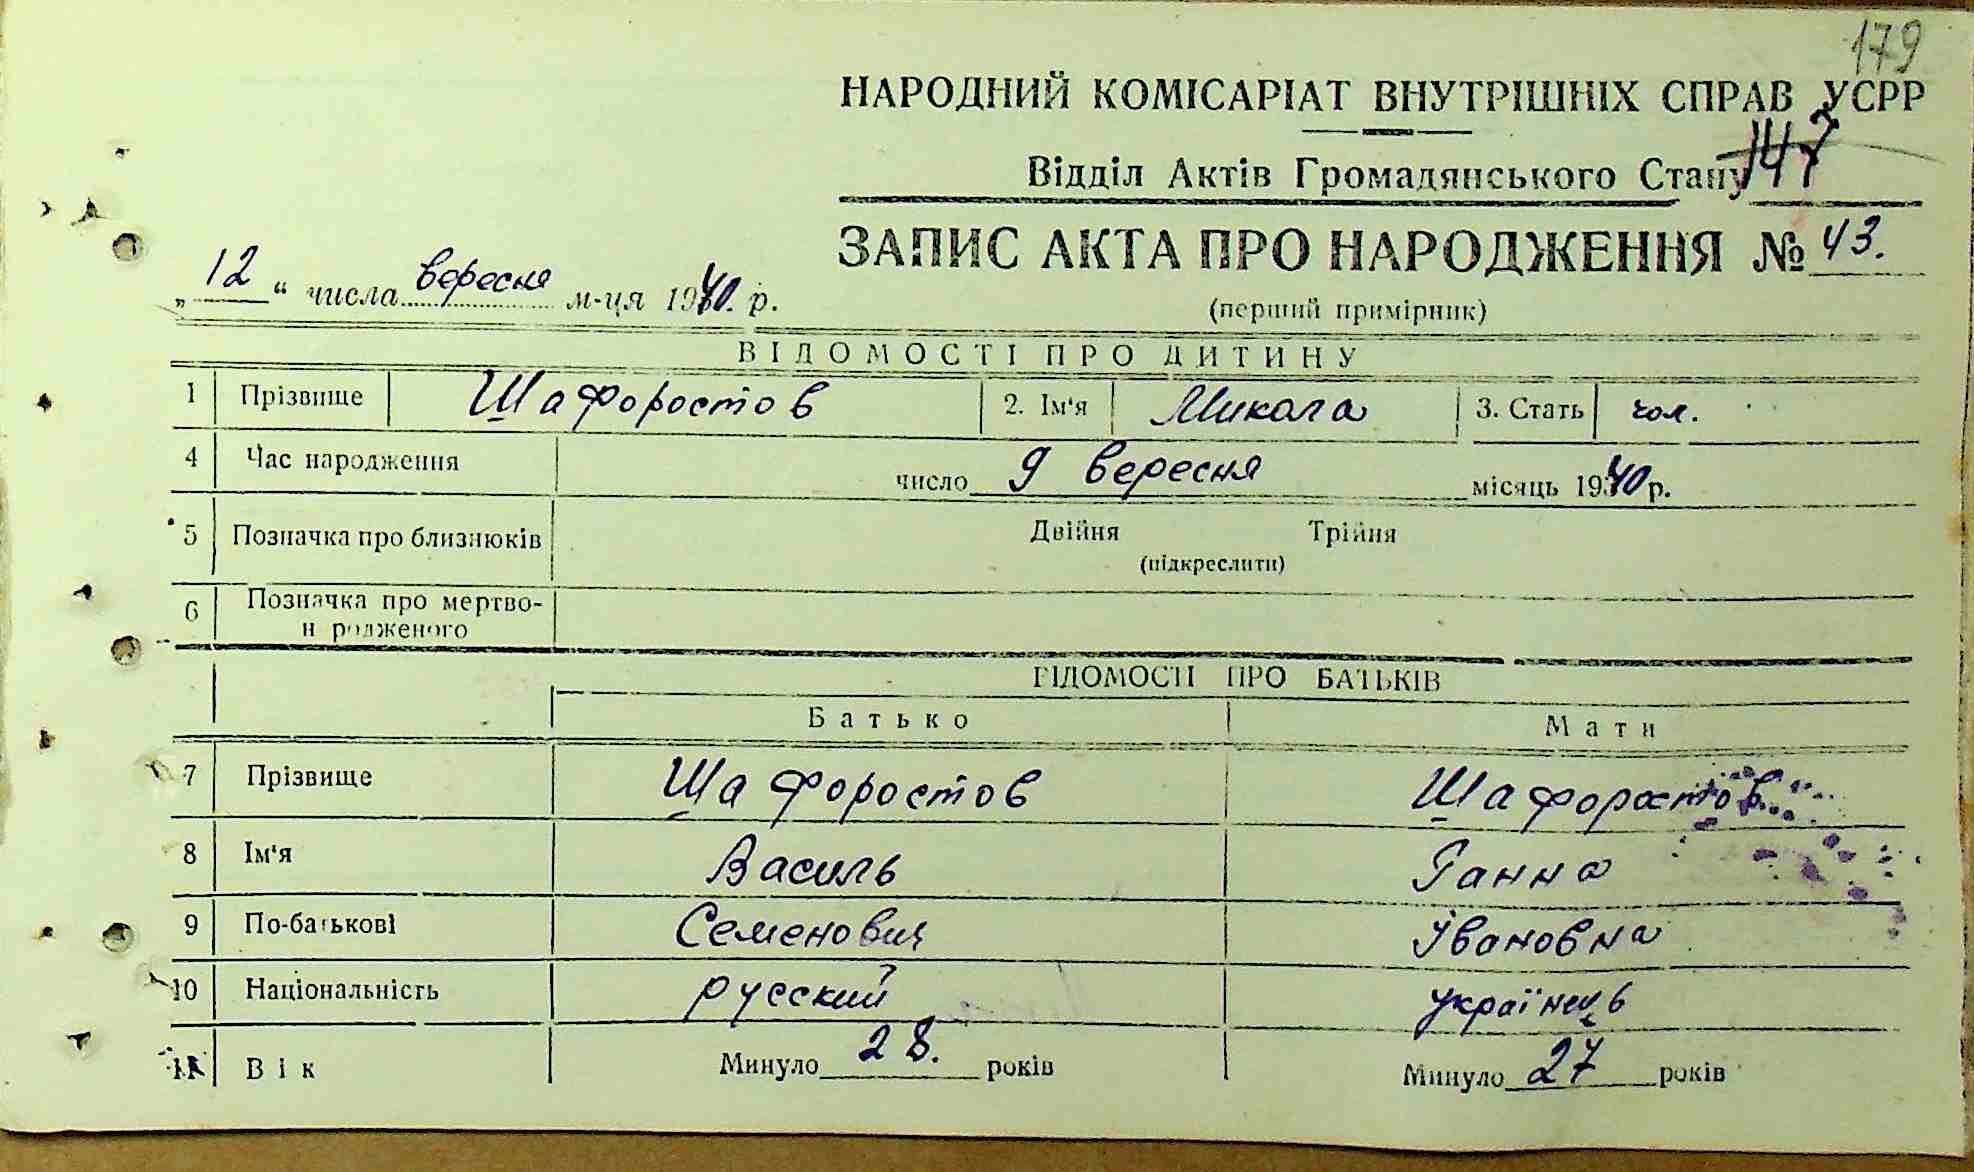 179
НАРОДНИЙ КОМІСАРІАТ ВНУТРІШНІХ СПРАВ УСРР
Відділ Актів Громадянського Стану 147
ЗАПИС АКТА ПРО НАРОДЖЕННЯ № 43.
„12“ числа вересня м-ця 1940. р.
(перший примірник)
ВІДОМОСТІ ПРО ДИТИНУ
1 Прізвище Шафоростов 2. Ім'я Микола 3. Стать чол.
4 Час народження число 9 вересня місяць 1940 р.
5 Позначка про близнюків Двійня Трійня
(підкреслити)
6 Позначка про мертво-
н родженого
ВІДОМОСТІ ПРО БАТЬКІВ
Батько Мати
7 Прізвище Шафоростов Шафоростов
8 Ім'я Василь Ганна
9 По-батькові Семенович Івановна
10 Національність русский українець
11 Вік Минуло 28. років Минуло 27 років